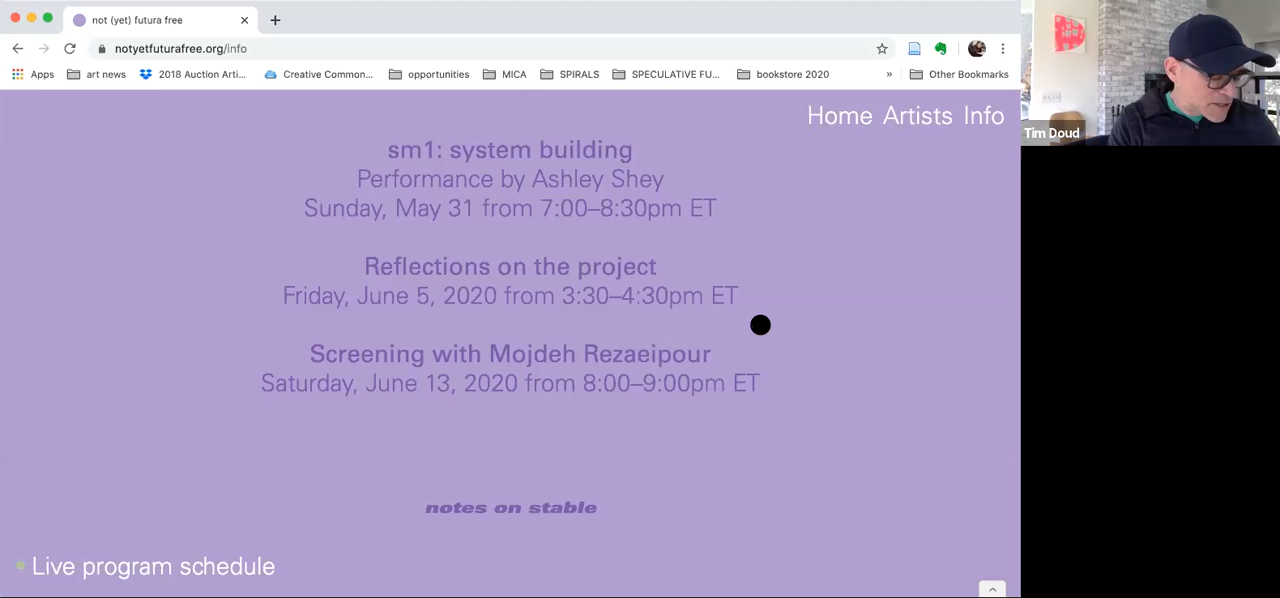 not (yet) futura free
notyetfuturafree.org/info
Apps art news 2018 Auction Arti... Creative Common... opportunities MICA SPIRALS SPECULATIVE FU... bookstore 2020 » Other Bookmarks
Home Artists Info
Tim Doud
sm1: system building
Performance by Ashley Shey
Sunday, May 31 from 7:00–8:30pm ET
Reflections on the project
Friday, June 5, 2020 from 3:30–4:30pm ET
Screening with Mojdeh Rezaeipour
Saturday, June 13, 2020 from 8:00–9:00pm ET
notes on stable
Live program schedule